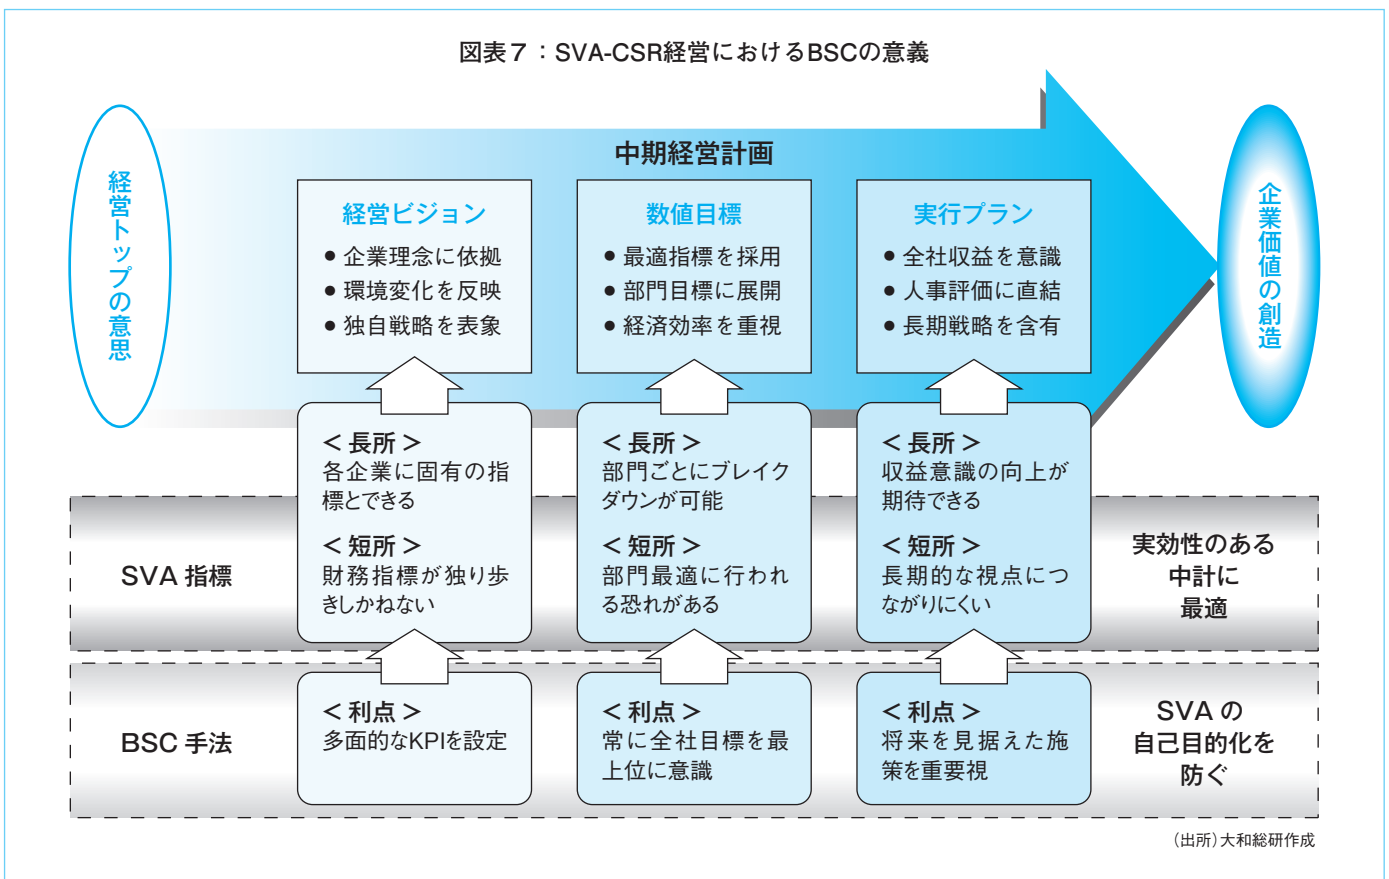 図表７：SVA-CSR経営におけるBSCの意義
経営トップの意思
中期経営計画
経営ビジョン
● 企業理念に依拠
● 環境変化を反映
● 独自戦略を表象
数値目標
● 最適指標を採用
● 部門目標に展開
● 経済効率を重視
実行プラン
● 全社収益を意識
● 人事評価に直結
● 長期戦略を含有
企業価値の創造
SVA 指標
＜長所＞
各企業に固有の指
標とできる
＜短所＞
財務指標が独り歩
きしかねない
＜長所＞
部門ごとにブレイク
ダウンが可能
＜短所＞
部門最適に行われ
る恐れがある
＜長所＞
収益意識の向上が
期待できる
＜短所＞
長期的な視点につ
ながりにくい
実効性のある
中計に
最適
BSC 手法
＜利点＞
多面的なKPIを設定
＜利点＞
常に全社目標を最
上位に意識
＜利点＞
将来を見据えた施
策を重要視
SVA の
自己目的化を
防ぐ
（出所）大和総研作成